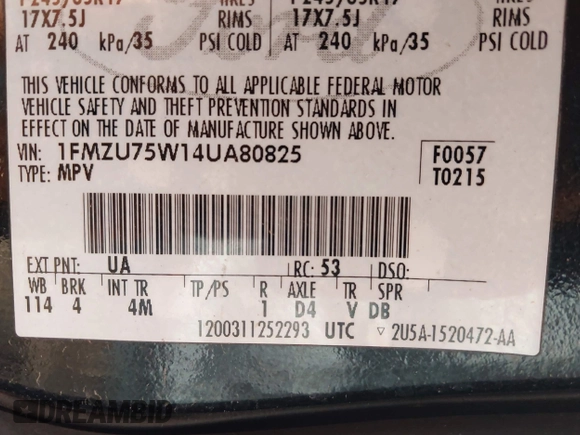 17X7.5J RIMS 17X7.5J RIMS
AT 240 kPa/35 PSI COLD AT 240 kPa/35 PSI COLD
Ford
THIS VEHICLE CONFORMS TO ALL APPLICABLE FEDERAL MOTOR
VEHICLE SAFETY AND THEFT PREVENTION STANDARDS IN
EFFECT ON THE DATE OF MANUFACTURE SHOWN ABOVE.
VIN: 1FMZU75W14UA80825 F0057
TYPE: MPV T0215
EXT PNT: UA RC: 53 DSO:
WB BRK INT TR TP/PS R AXLE TR SPR
114 4 4M 1 D4 V DB
1200311252293 UTC ▽ 2U5A-1520472-AA
DREAMBID